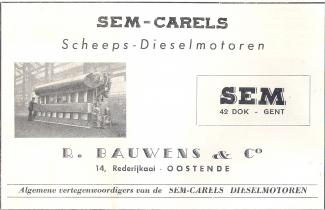 SEM-CARELS
Scheeps-Dieselmotoren
SEM
42 DOK - GENT
R. BAUWENS & Cº
14, Rederijkaai - OOSTENDE
Algemene vertegenwoordigers van de SEM-CARELS DIESELMOTOREN